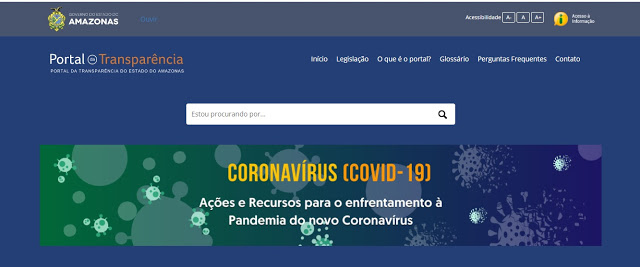 GOVERNO DO ESTADO DO
AMAZONAS
Ouvir
Acessibilidade A- A A+
Acesso à
Informação
Portal da Transparência
PORTAL DA TRANSPARÊNCIA DO ESTADO DO AMAZONAS
Início Legislação O que é o portal? Glossário Perguntas Frequentes Contato
Estou procurando por...
CORONAVÍRUS (COVID-19)
Ações e Recursos para o enfrentamento à
Pandemia do novo Coronavírus